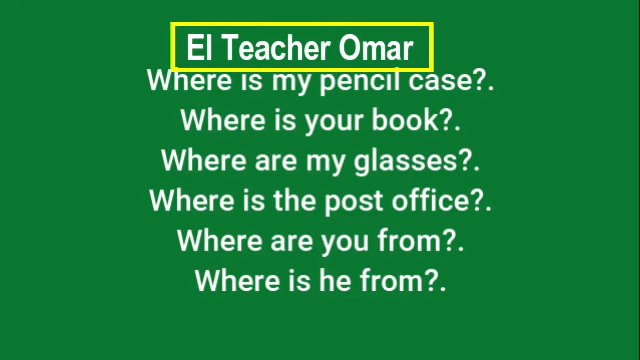 El Teacher Omar
Where is my pencil case?.
Where is your book?.
Where are my glasses?.
Where is the post office?.
Where are you from?.
Where is he from?.